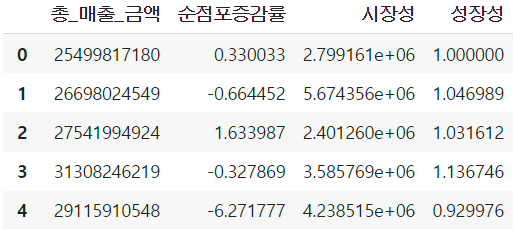 총_매출_금액 순점포증감률 시장성 성장성
0 25499817180 0.330033 2.799161e+06 1.000000
1 26698024549 -0.664452 5.674356e+06 1.046989
2 27541994924 1.633987 2.401260e+06 1.031612
3 31308246219 -0.327869 3.585769e+06 1.136746
4 29115910548 -6.271777 4.238515e+06 0.929976